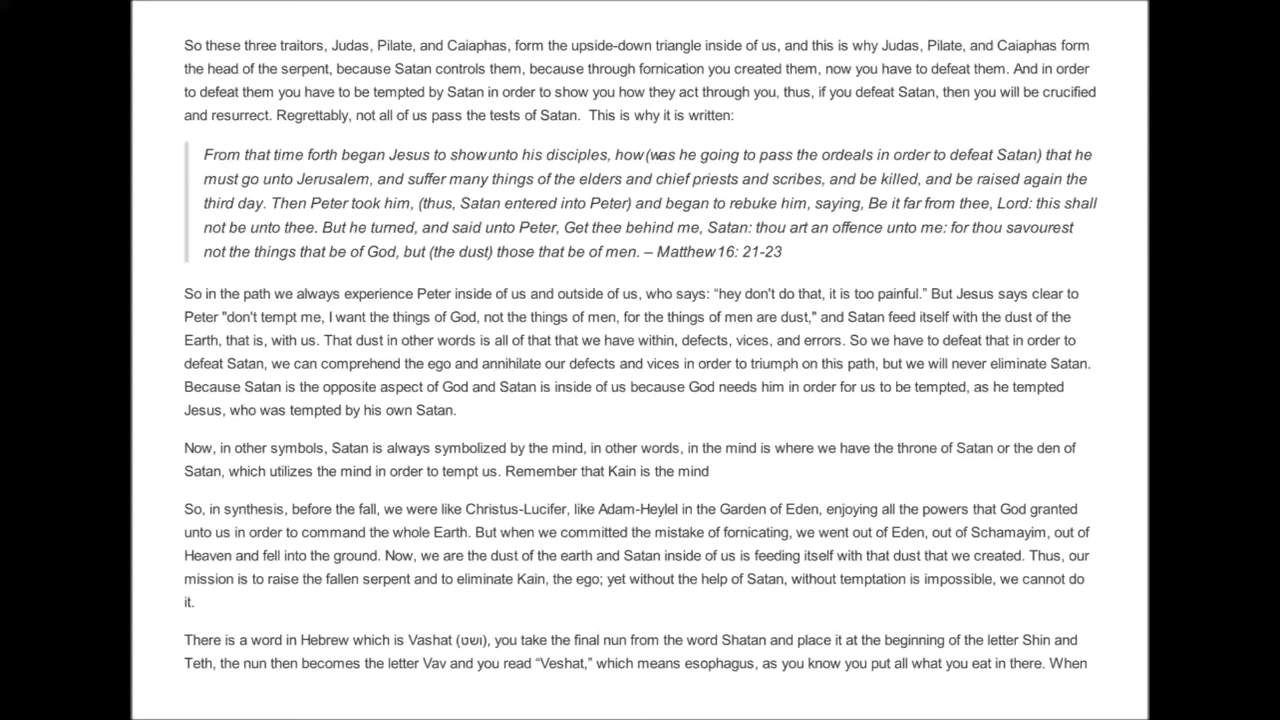 So these three traitors, Judas, Pilate, and Caiaphas, form the upside-down triangle inside of us, and this is why Judas, Pilate, and Caiaphas form
the head of the serpent, because Satan controls them, because through fornication you created them, now you have to defeat them. And in order
to defeat them you have to be tempted by Satan in order to show you how they act through you, thus, if you defeat Satan, then you will be crucified
and resurrect. Regrettably, not all of us pass the tests of Satan.  This is why it is written:
From that time forth began Jesus to show unto his disciples, how (was he going to pass the ordeals in order to defeat Satan) that he
must go unto Jerusalem, and suffer many things of the elders and chief priests and scribes, and be killed, and be raised again the
third day. Then Peter took him, (thus, Satan entered into Peter) and began to rebuke him, saying, Be it far from thee, Lord: this shall
not be unto thee. But he turned, and said unto Peter, Get thee behind me, Satan: thou art an offence unto me: for thou savourest
not the things that be of God, but (the dust) those that be of men. – Matthew 16: 21-23
So in the path we always experience Peter inside of us and outside of us, who says: “hey don't do that, it is too painful.” But Jesus says clear to
Peter "don't tempt me, I want the things of God, not the things of men, for the things of men are dust," and Satan feed itself with the dust of the
Earth, that is, with us. That dust in other words is all of that that we have within, defects, vices, and errors. So we have to defeat that in order to
defeat Satan, we can comprehend the ego and annihilate our defects and vices in order to triumph on this path, but we will never eliminate Satan.
Because Satan is the opposite aspect of God and Satan is inside of us because God needs him in order for us to be tempted, as he tempted
Jesus, who was tempted by his own Satan.
Now, in other symbols, Satan is always symbolized by the mind, in other words, in the mind is where we have the throne of Satan or the den of
Satan, which utilizes the mind in order to tempt us. Remember that Kain is the mind
So, in synthesis, before the fall, we were like Christus-Lucifer, like Adam-Heylel in the Garden of Eden, enjoying all the powers that God granted
unto us in order to command the whole Earth. But when we committed the mistake of fornicating, we went out of Eden, out of Schamayim, out of
Heaven and fell into the ground. Now, we are the dust of the earth and Satan inside of us is feeding itself with that dust that we created. Thus, our
mission is to raise the fallen serpent and to eliminate Kain, the ego; yet without the help of Satan, without temptation is impossible, we cannot do
it.
There is a word in Hebrew which is Vashat (ושט), you take the final nun from the word Shatan and place it at the beginning of the letter Shin and
Teth, the nun then becomes the letter Vav and you read “Veshat,” which means esophagus, as you know you put all what you eat in there. When